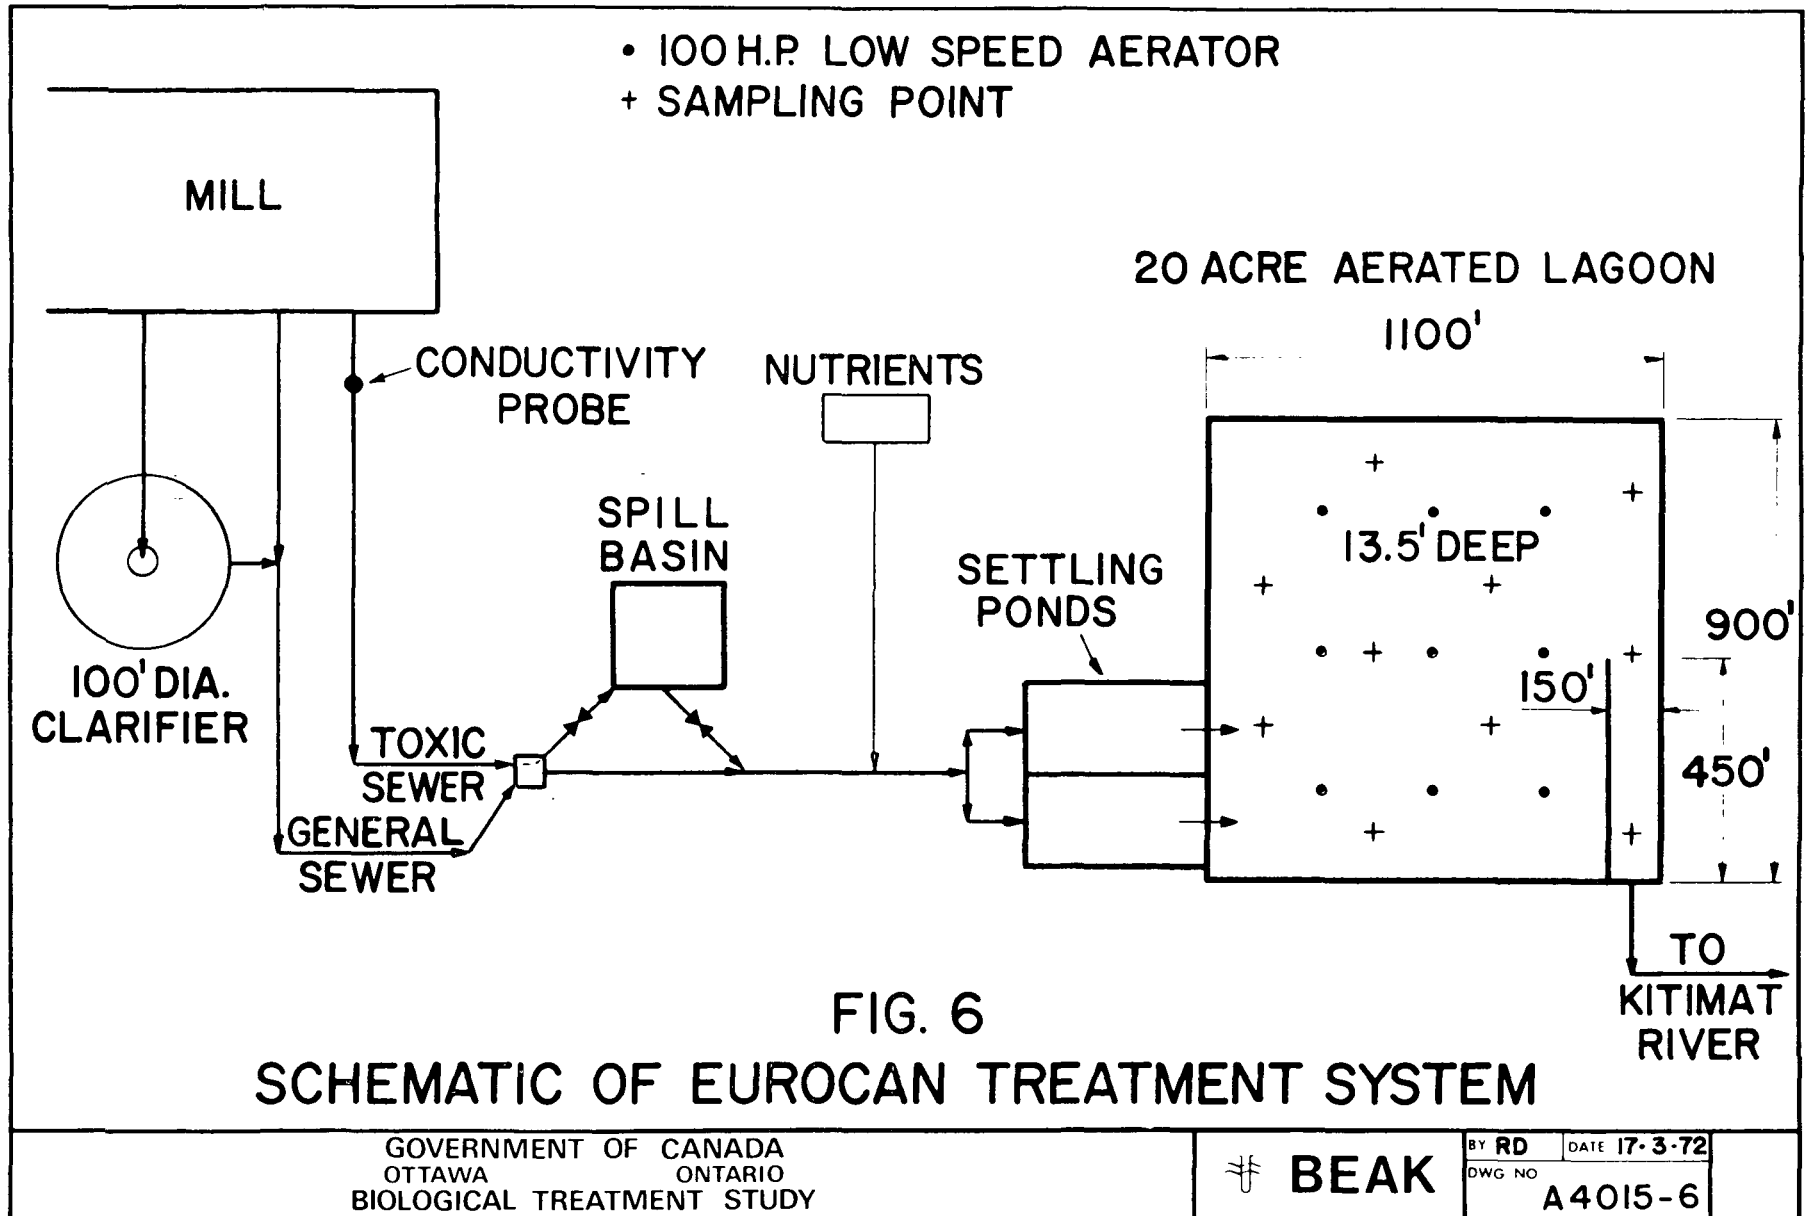 • 100 H.P. LOW SPEED AERATOR
+ SAMPLING POINT
MILL
20 ACRE AERATED LAGOON
1100'
CONDUCTIVITY
PROBE
NUTRIENTS
SPILL
BASIN
13.5' DEEP
SETTLING
PONDS
900'
150'
100' DIA.
CLARIFIER
TOXIC
SEWER
450'
GENERAL
SEWER
TO
KITIMAT
RIVER
FIG. 6
SCHEMATIC OF EUROCAN TREATMENT SYSTEM
GOVERNMENT OF CANADA
OTTAWA ONTARIO
BIOLOGICAL TREATMENT STUDY
BEAK
BY RD DATE 17·3·72
DWG NO
A4015-6